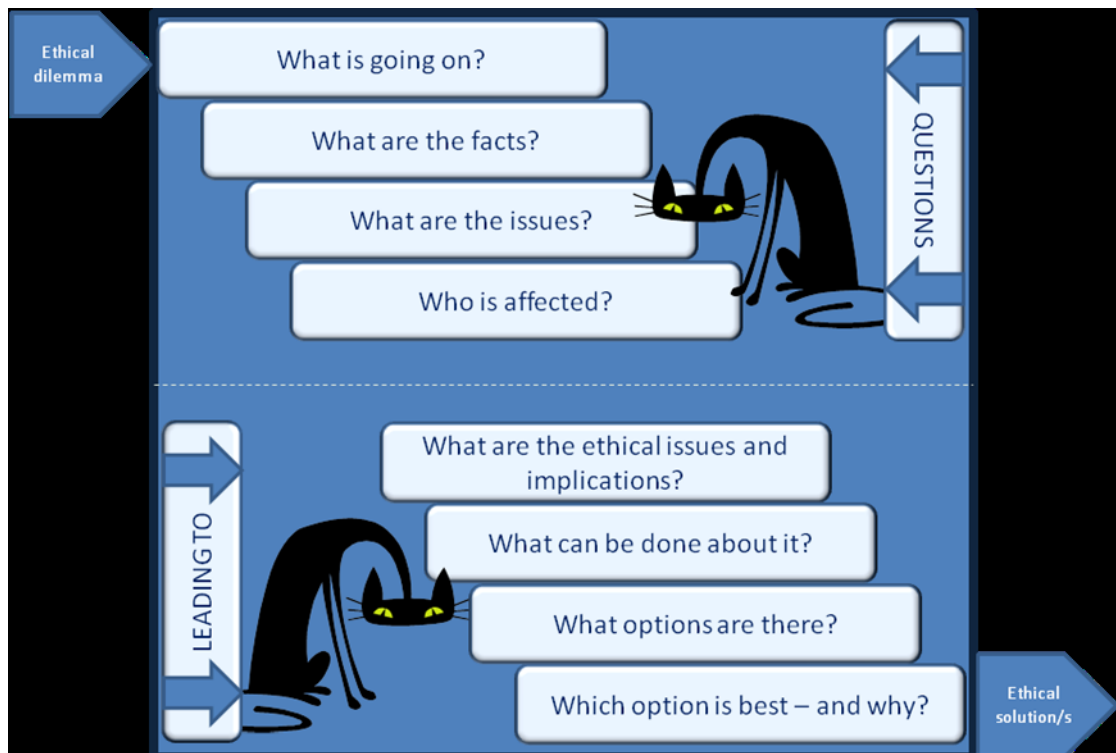 Ethical
dilemma
What is going on?
What are the facts?
What are the issues?
Who is affected?
QUESTIONS
LEADING TO
What are the ethical issues and
implications?
What can be done about it?
What options are there?
Which option is best – and why?
Ethical
solution/s